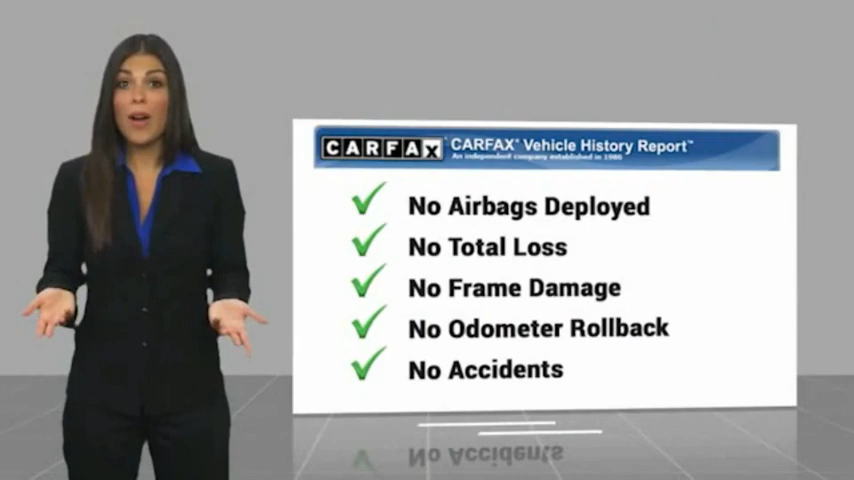 CARFAX CARFAX® Vehicle History Report™
An independent company established in 1986
No Airbags Deployed
No Total Loss
No Frame Damage
No Odometer Rollback
No Accidents
No Accidents